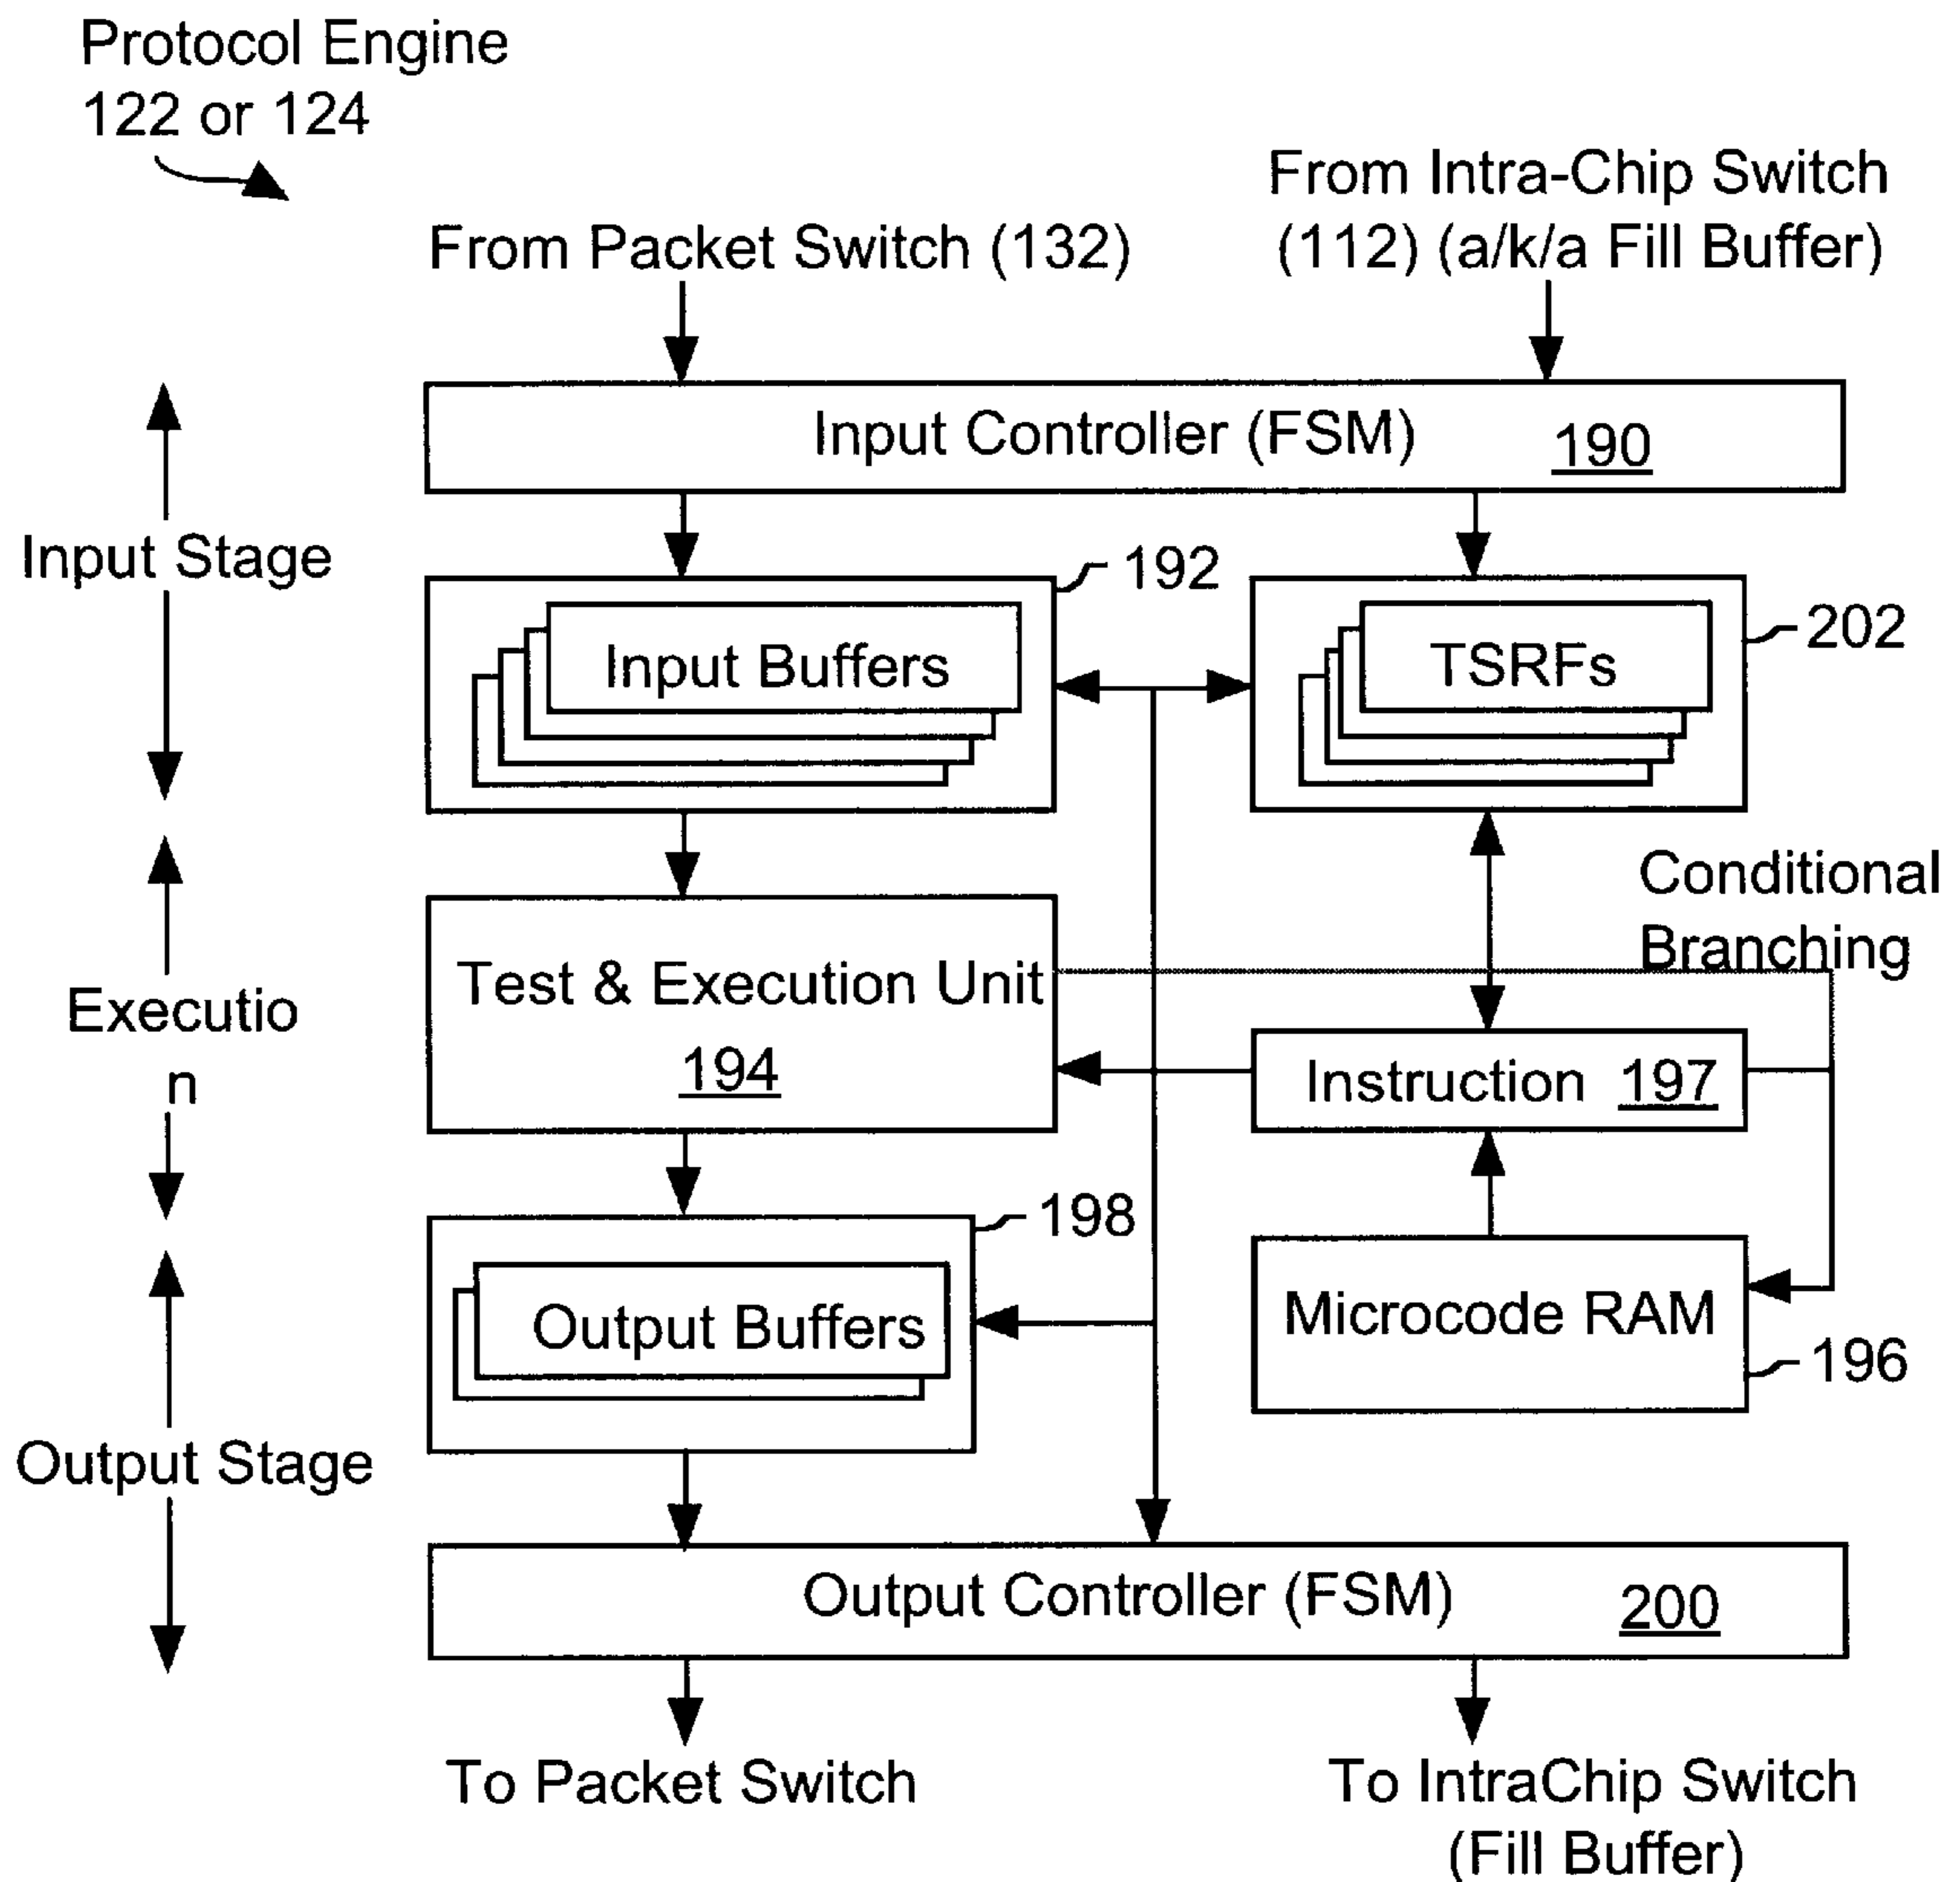 Protocol Engine
122 or 124
From Intra-Chip Switch
(112) (a/k/a Fill Buffer)
From Packet Switch (132)
Input Controller (FSM) 190
Input Stage
192
202
Input Buffers
TSRFs
Conditional
Branching
Test & Execution Unit
194
Executio
n
Instruction 197
198
Output Buffers
Microcode RAM
196
Output Stage
Output Controller (FSM) 200
To Packet Switch
To IntraChip Switch
(Fill Buffer)